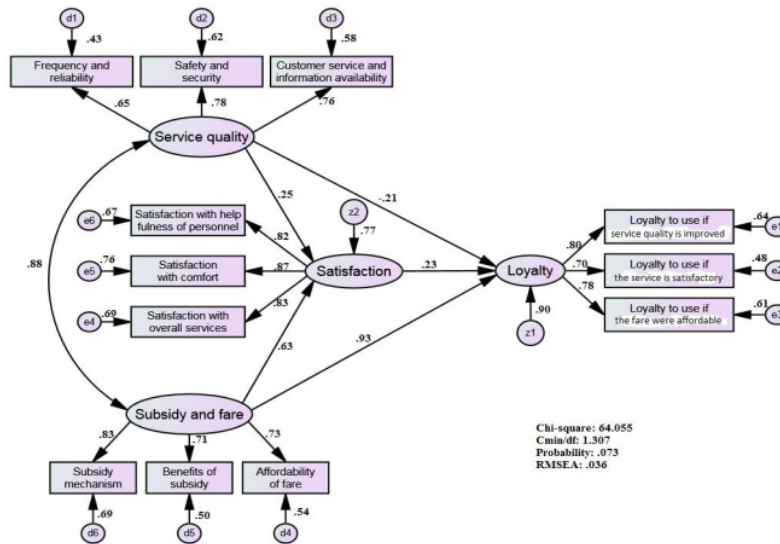 d1
d2
d3
.43
.62
.58
Frequency and
reliability
Safety and
security
Customer service and
information availability
.65
.78
.76
Service quality
.25
-.21
.88
e6
.67
Satisfaction with help
fulness of personnel
.82
z2
.77
e5
.76
Satisfaction
with comfort
.87
Satisfaction
.23
Loyalty
e4
.69
Satisfaction with
overall services
.83
.63
.93
.90
z1
.80
Loyalty to use if
service quality is improved
.64
e1
.70
Loyalty to use if
the service is satisfactory
.48
e2
.78
Loyalty to use if
the fare were affordable
.61
e3
Subsidy and fare
.83
.71
.73
Subsidy
mechanism
Benefits of
subsidy
Affordability
of fare
.69
.50
.54
d6
d5
d4
Chi-square: 64.055
Cmin/df: 1.307
Probability: .073
RMSEA: .036